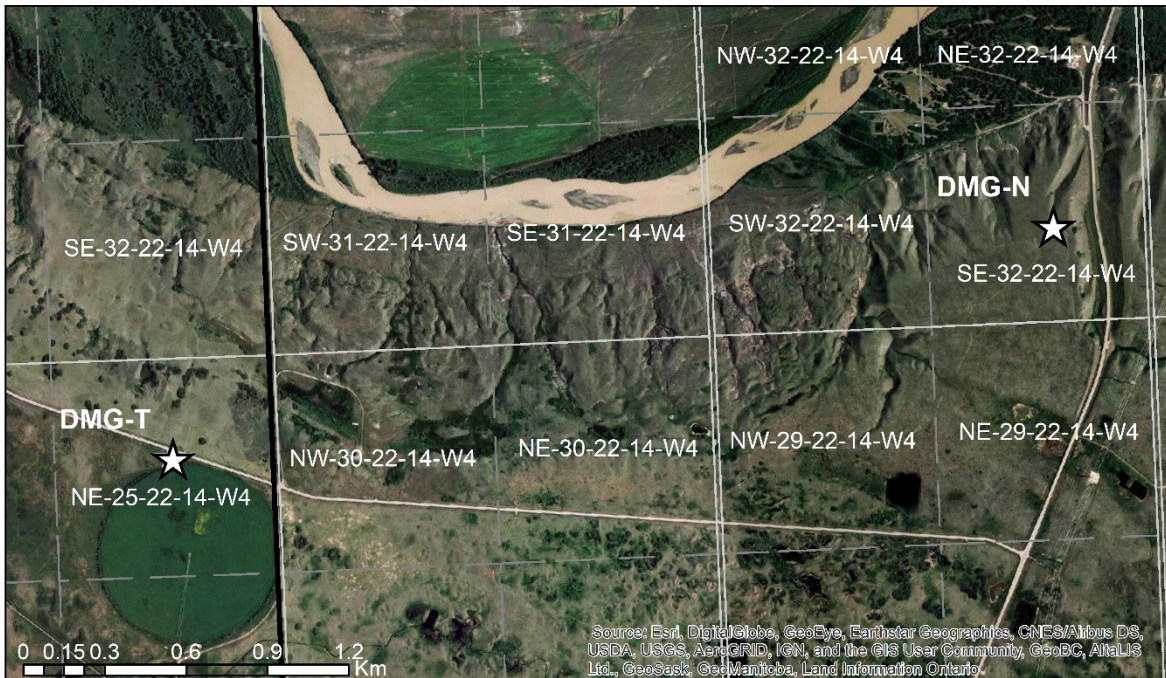 NW-32-22-14-W4
NE-32-22-14-W4
DMG-N
SE-32-22-14-W4
SW-31-22-14-W4
SE-31-22-14-W4
SW-32-22-14-W4
SE-32-22-14-W4
DMG-T
NW-30-22-14-W4
NE-30-22-14-W4
NW-29-22-14-W4
NE-29-22-14-W4
NE-25-22-14-W4
0 0.15 0.3 0.6 0.9 1.2
Km
Source: Esri, DigitalGlobe, GeoEye, Earthstar Geographics, CNES/Airbus DS,
USDA, USGS, AeroGRID, IGN, and the GIS User Community, GeoBC, AltaLIS
Ltd., GeoSask, GeoManitoba, Land Information Ontario